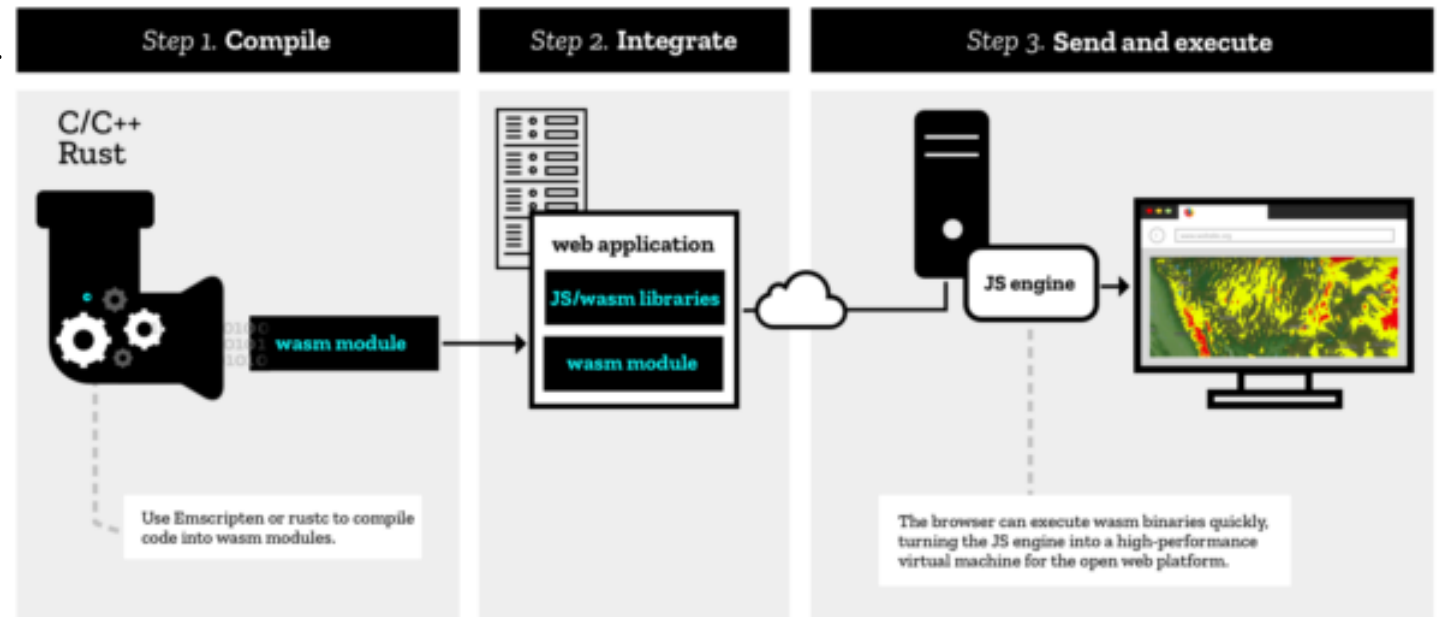 Step 1. Compile
Step 2. Integrate
Step 3. Send and execute
C/C++
Rust
wasm module
Use Emscripten or rustc to compile
code into wasm modules.
web application
JS/wasm libraries
wasm module
JS engine
The browser can execute wasm binaries quickly,
turning the JS engine into a high-performance
virtual machine for the open web platform.